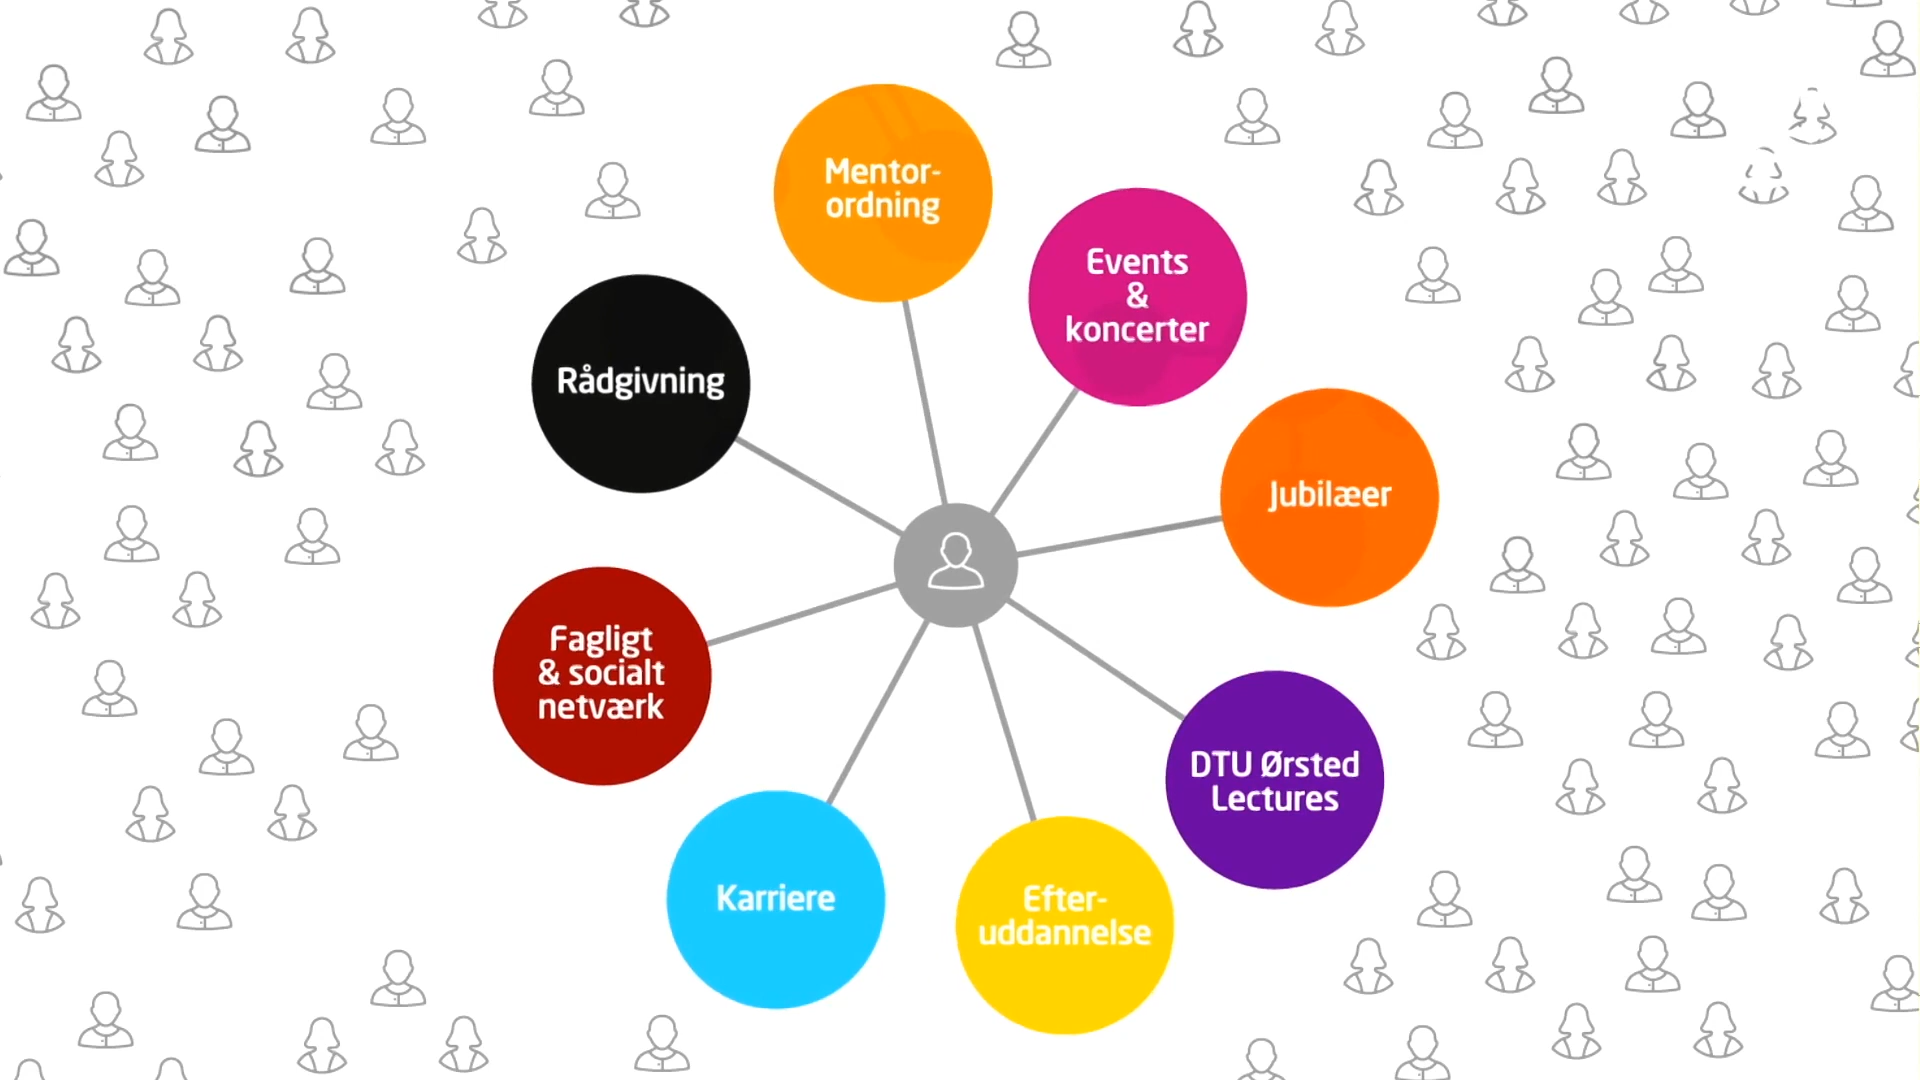 Mentor-
ordning
Events
&
koncerter
Rådgivning
Jubilæer
Fagligt
& socialt
netværk
DTU Ørsted
Lectures
Karriere
Efter-
uddannelse